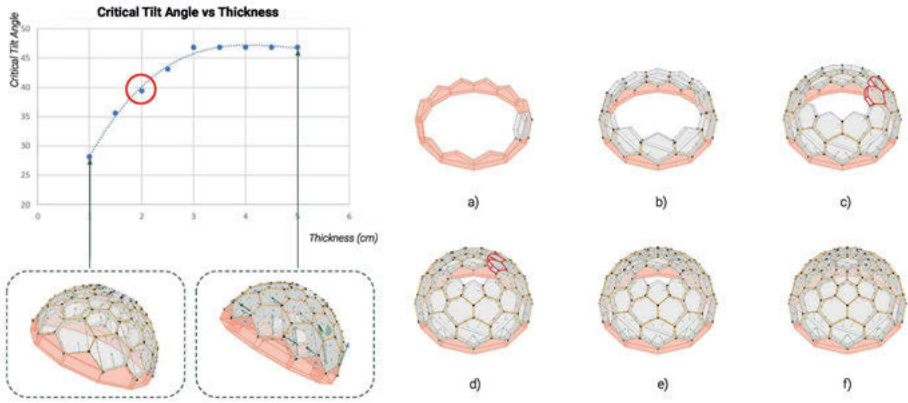 Critical Tilt Angle vs Thickness
Critical Tilt Angle
50
45
40
35
30
25
20
0
1
2
3
4
5
6
Thickness (cm)
a)
b)
c)
d)
e)
f)